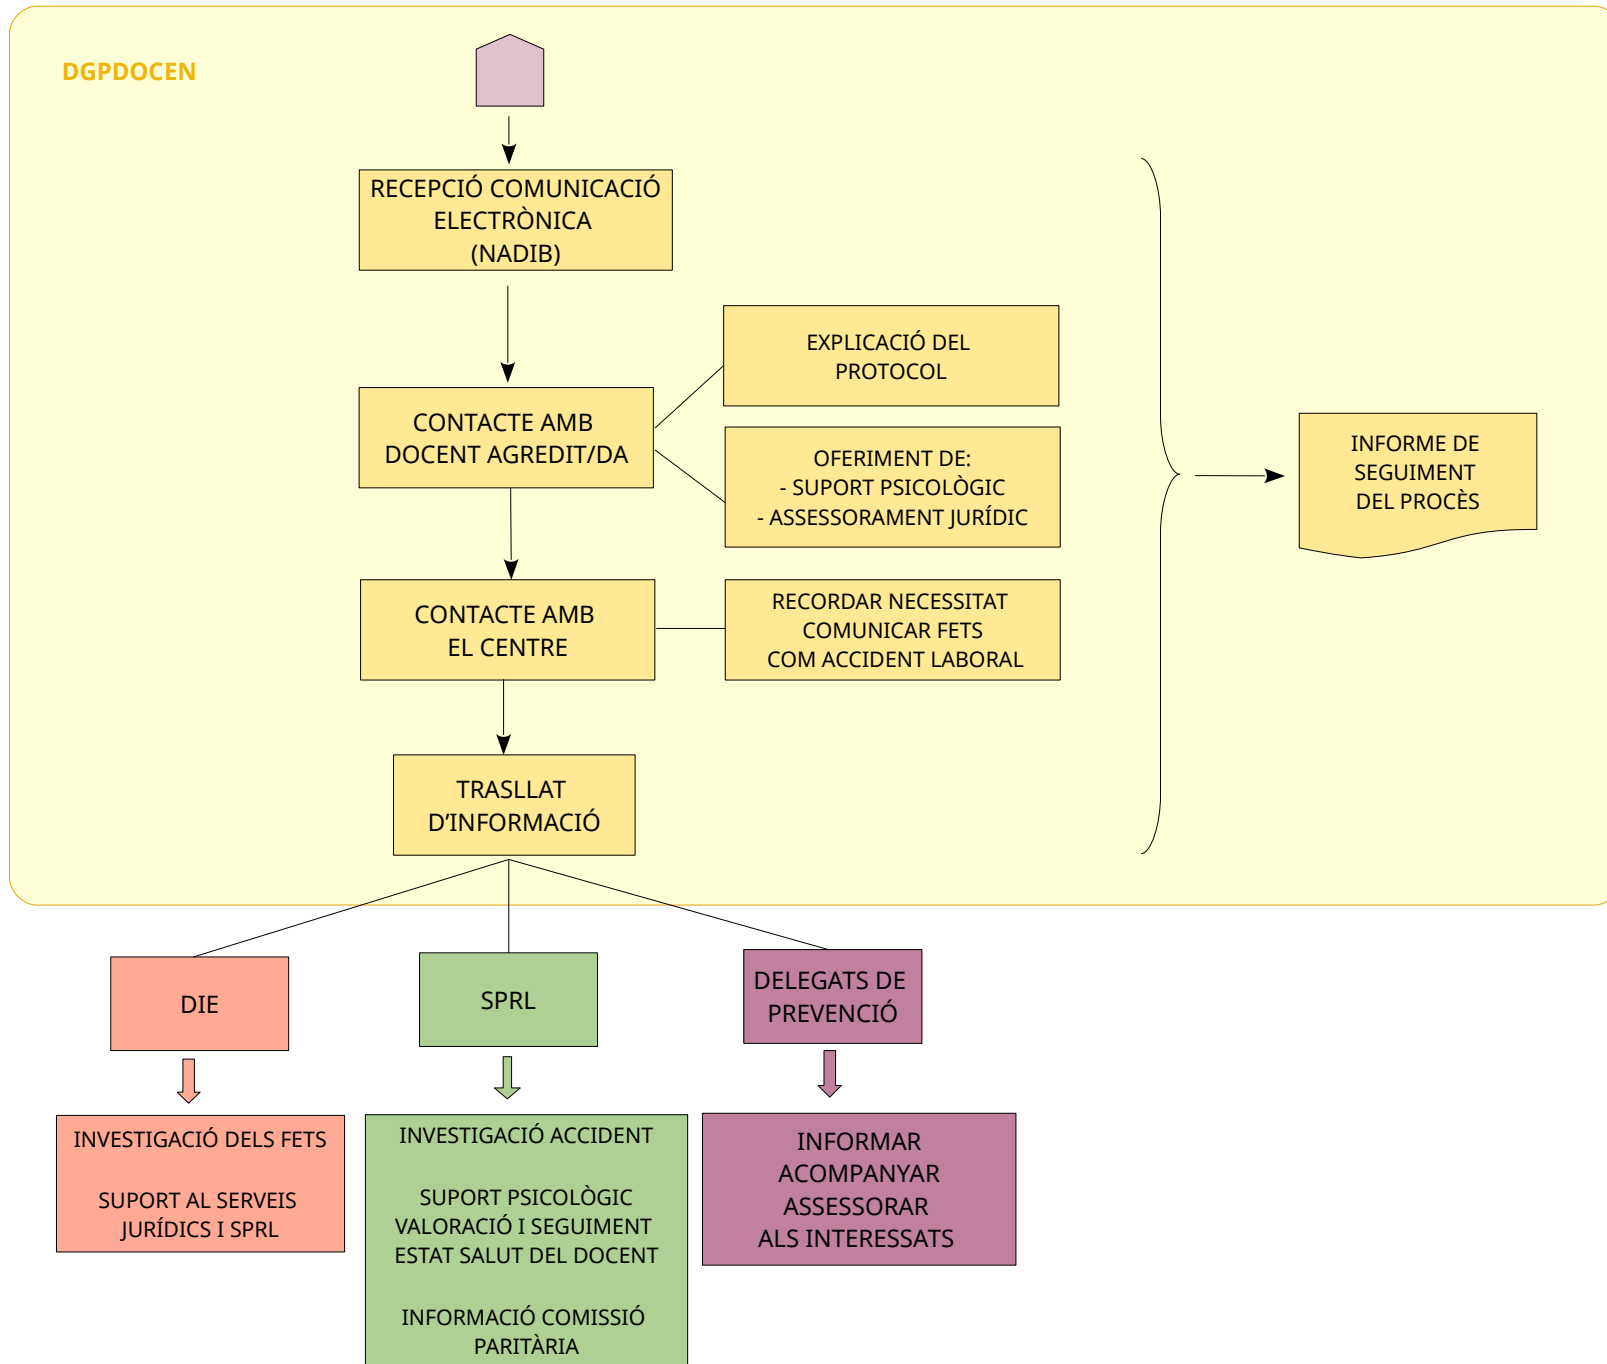 DGPDOCEN
RECEPCIÓ COMUNICACIÓ
ELECTRÒNICA
(NADIB)
EXPLICACIÓ DEL
PROTOCOL
CONTACTE AMB
DOCENT AGREDIT/DA
OFERIMENT DE:
- SUPORT PSICOLÒGIC
- ASSESSORAMENT JURÍDIC
INFORME DE
SEGUIMENT
DEL PROCÈS
CONTACTE AMB
EL CENTRE
RECORDAR NECESSITAT
COMUNICAR FETS
COM ACCIDENT LABORAL
TRASLLAT
D’INFORMACIÓ
DIE
SPRL
DELEGATS DE
PREVENCIÓ
INVESTIGACIÓ DELS FETS
SUPORT AL SERVEIS
JURÍDICS I SPRL
INVESTIGACIÓ ACCIDENT
SUPORT PSICOLÒGIC
VALORACIÓ I SEGUIMENT
ESTAT SALUT DEL DOCENT
INFORMACIÓ COMISSIÓ
PARITÀRIA
INFORMAR
ACOMPANYAR
ASSESSORAR
ALS INTERESSATS